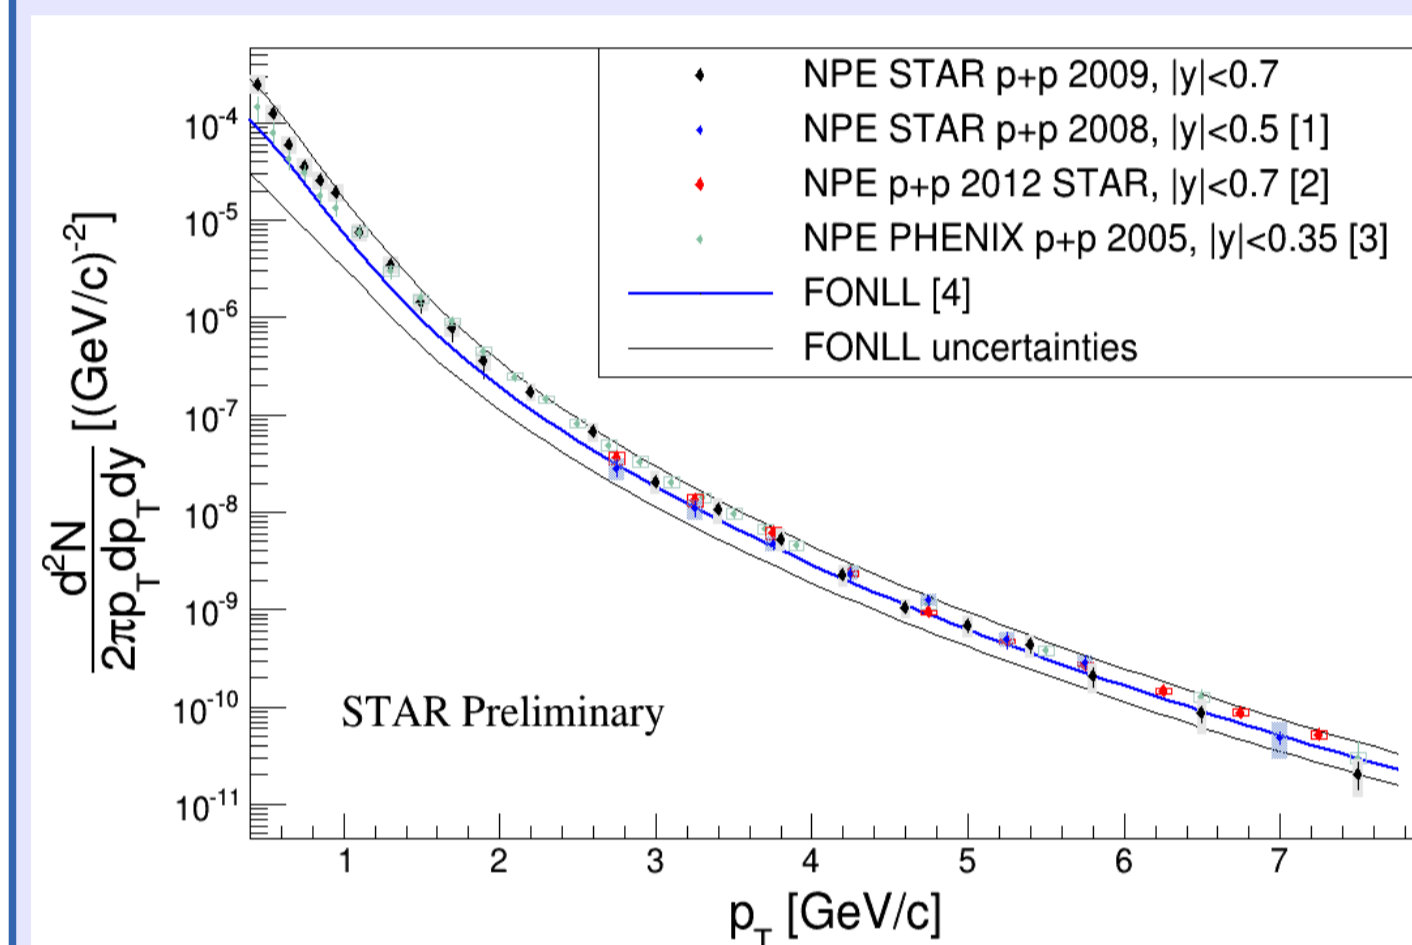 NPE STAR p+p 2009, |y|<0.7
NPE STAR p+p 2008, |y|<0.5 [1]
NPE p+p 2012 STAR, |y|<0.7 [2]
NPE PHENIX p+p 2005, |y|<0.35 [3]
FONLL [4]
FONLL uncertainties
d²N
2πp_T dp_T dy [(GeV/c)⁻²]
10⁻⁴
10⁻⁵
10⁻⁶
10⁻⁷
10⁻⁸
10⁻⁹
10⁻¹⁰
10⁻¹¹
STAR Preliminary
1 2 3 4 5 6 7
p_T [GeV/c]